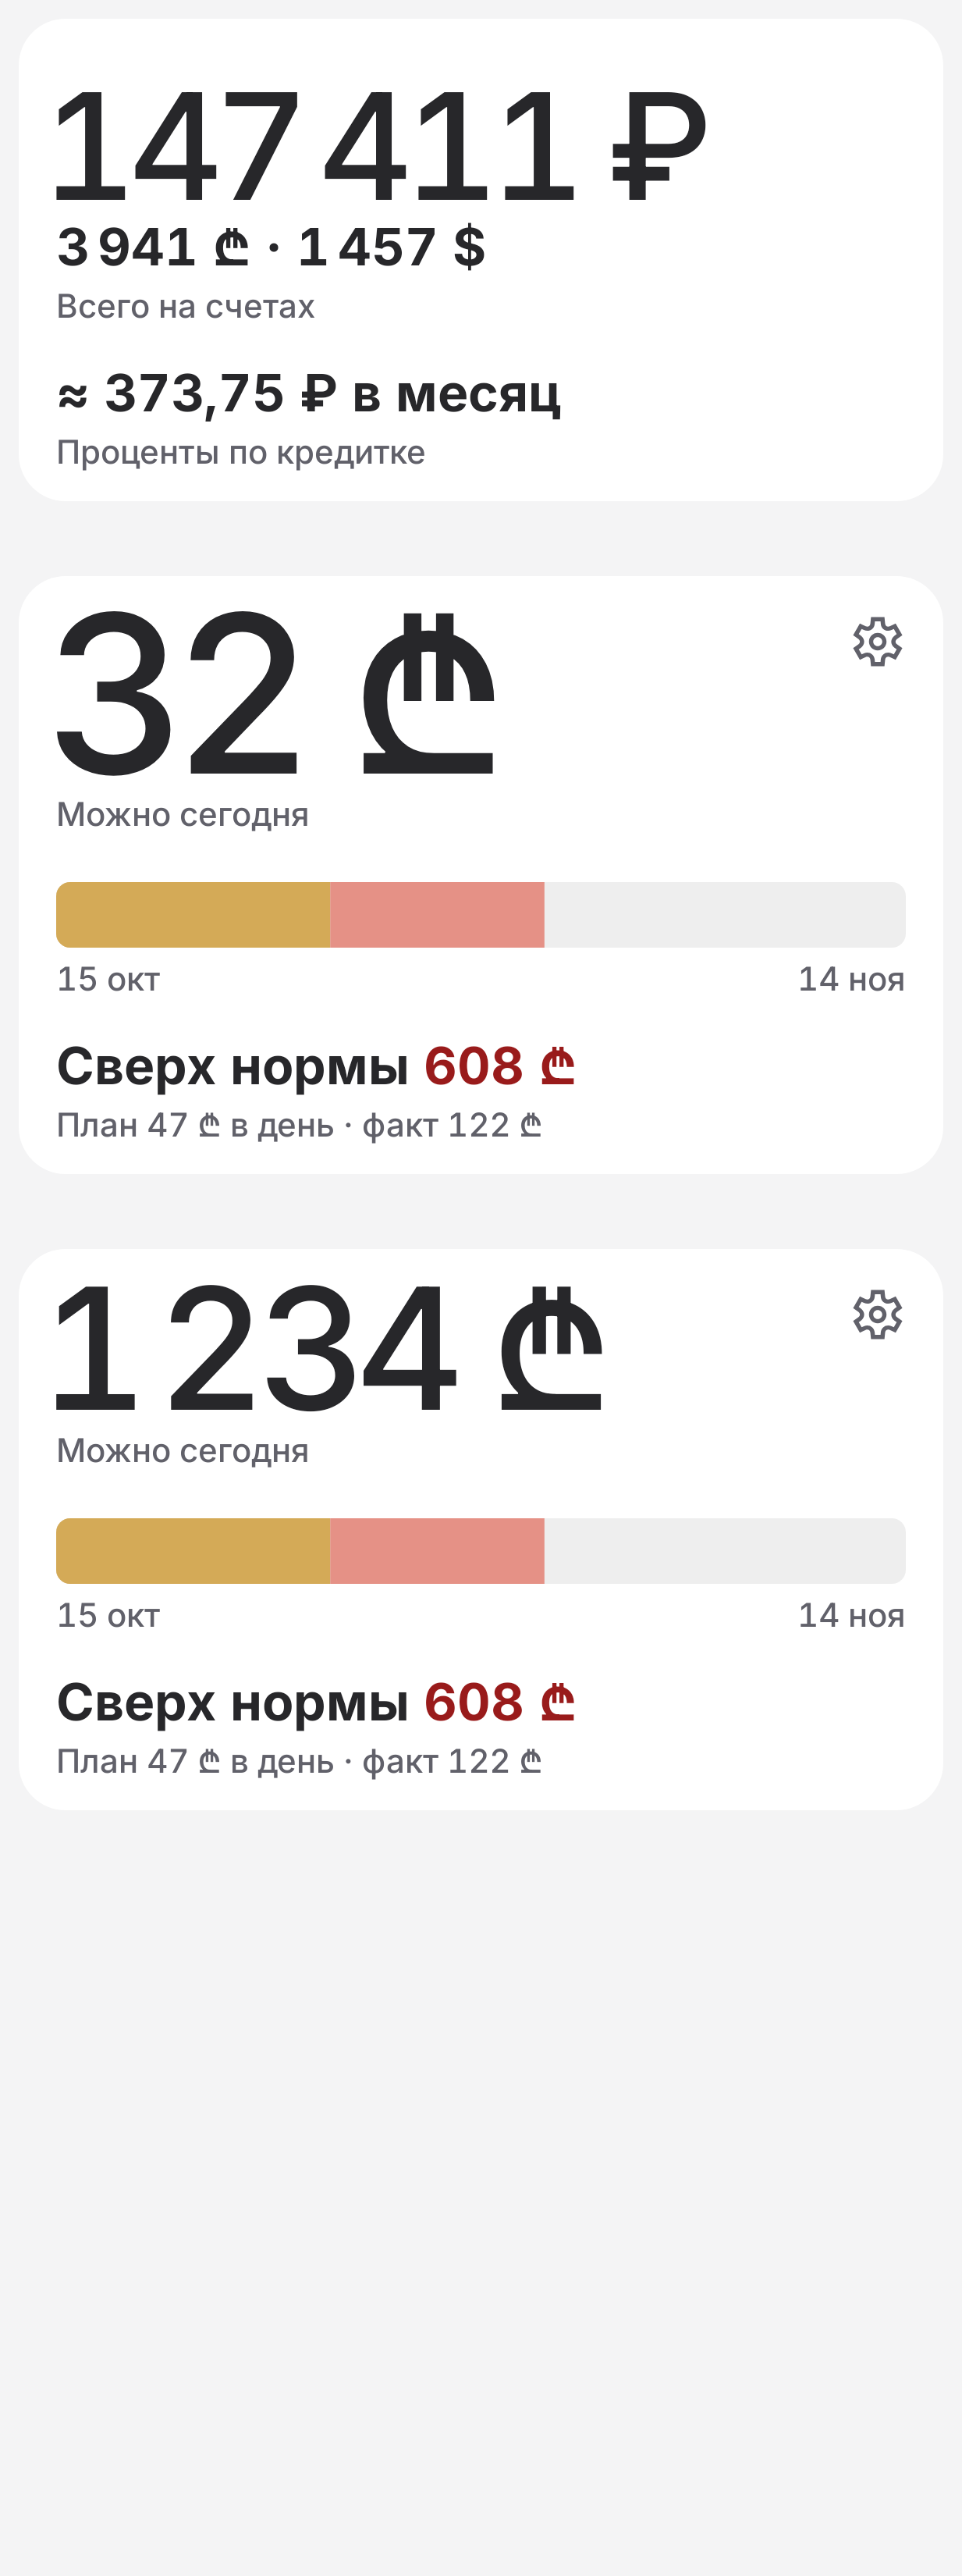 147 411 ₽
3 941 ₾ · 1 457 $
Всего на счетах
≈ 373,75 ₽ в месяц
Проценты по кредитке
32 ₾
Можно сегодня
15 окт
14 ноя
Сверх нормы 608 ₾
План 47 ₾ в день · факт 122 ₾
1 234 ₾
Можно сегодня
15 окт
14 ноя
Сверх нормы 608 ₾
План 47 ₾ в день · факт 122 ₾